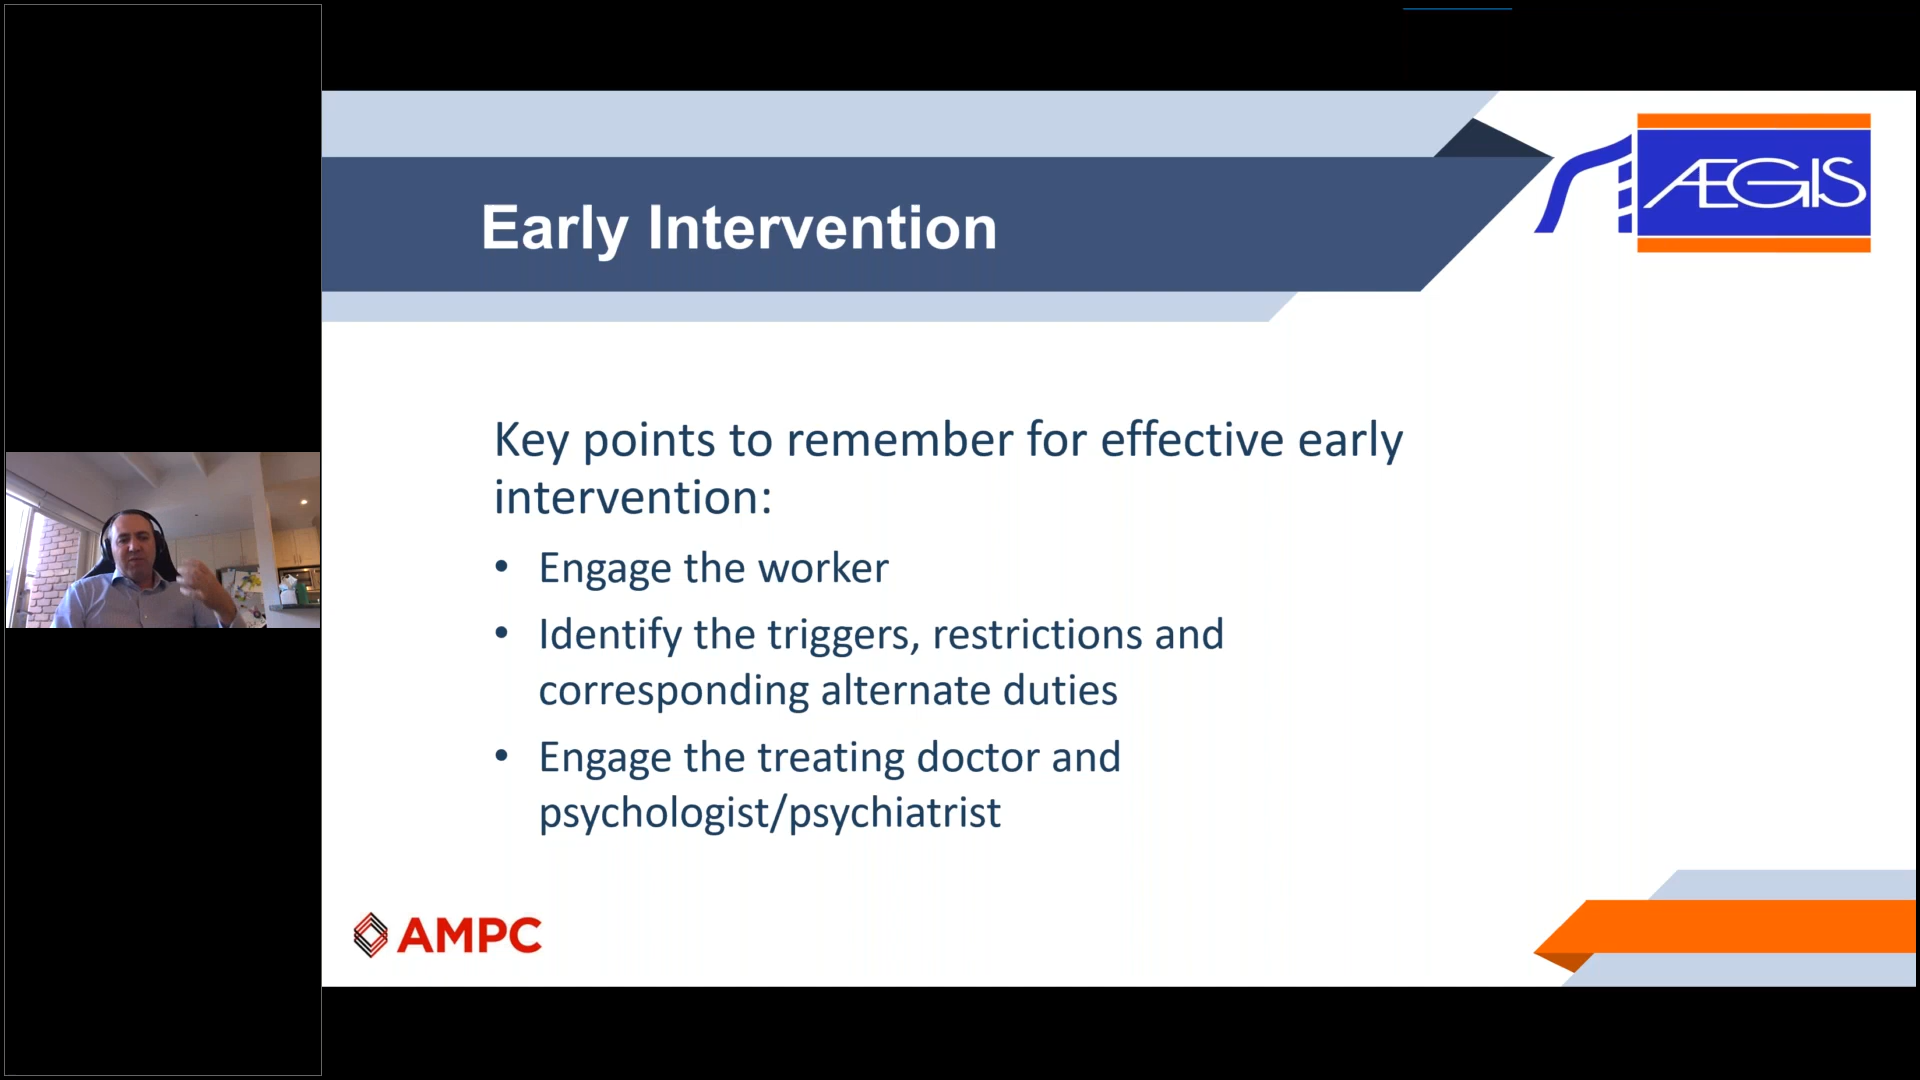 Early Intervention
ÆGIS
Key points to remember for effective early
intervention:
• Engage the worker
• Identify the triggers, restrictions and
corresponding alternate duties
• Engage the treating doctor and
psychologist/psychiatrist
AMPC